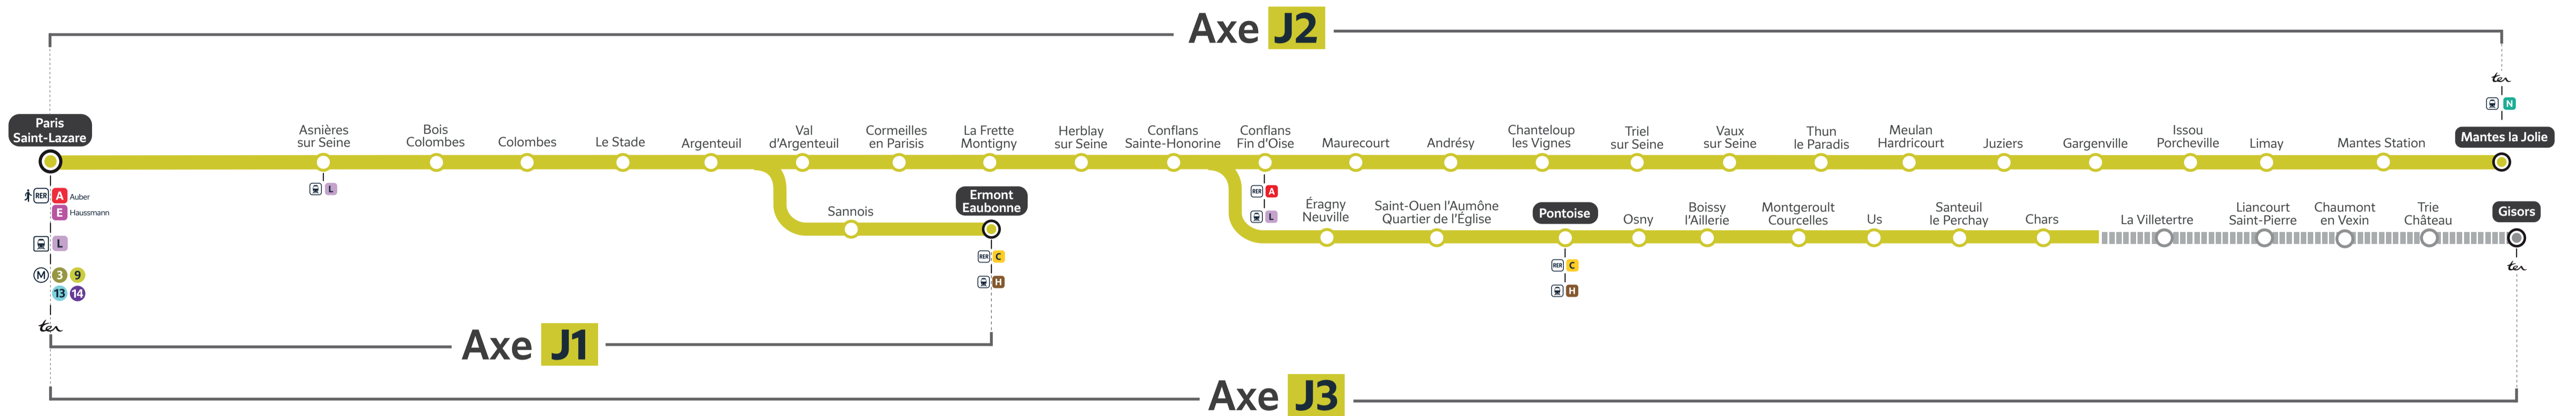 Axe J2
ter
N
Paris
Saint-Lazare
Asnières
sur Seine
Bois
Colombes
Colombes
Le Stade
Argenteuil
Val
d'Argenteuil
Cormeilles
en Parisis
La Frette
Montigny
Herblay
sur Seine
Conflans
Sainte-Honorine
Conflans
Fin d'Oise
Maurecourt
Andrésy
Chanteloup
les Vignes
Triel
sur Seine
Vaux
sur Seine
Thun
le Paradis
Meulan
Hardricourt
Juziers
Gargenville
Issou
Porcheville
Limay
Mantes Station
Mantes la Jolie
RER A Auber
E Haussmann
L
M 3 9
13 14
ter
L
Sannois
Ermont
Eaubonne
RER C
H
RER A
L
Éragny
Neuville
Saint-Ouen l'Aumône
Quartier de l'Église
Pontoise
RER C
H
Osny
Boissy
l'Aillerie
Montgeroult
Courcelles
Us
Santeuil
le Perchay
Chars
La Villetertre
Liancourt
Saint-Pierre
Chaumont
en Vexin
Trie
Château
Gisors
ter
Axe J1
Axe J3